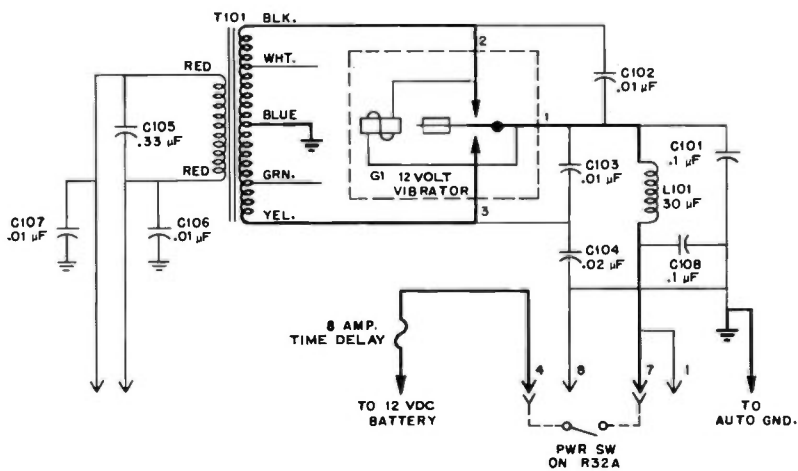 T101
BLK.
RED
WHT.
2
C102
.01 µF
C105
.33 µF
BLUE
1
C101
.1 µF
RED
GRN.
G1 12 VOLT
VIBRATOR
C103
.01 µF
L101
30 µF
YEL.
3
C107
.01 µF
C106
.01 µF
C104
.02 µF
C108
.1 µF
8 AMP.
TIME DELAY
4
8
7
1
TO 12 VDC
BATTERY
TO
AUTO GND.
PWR SW
ON R32A